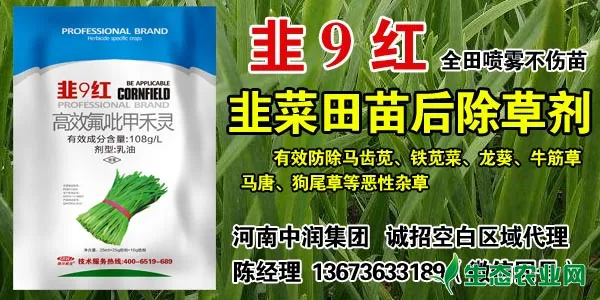 PROFESSIONAL BRAND
Herbicide specific crops
韭9红
BE APPLICABLE
CORNFIELD
PROFESSIONAL BRAND
高效氟吡甲禾灵
有效成分含量:108g/L
剂型:乳油
技术服务热线:400-6519-689
韭9红
全田喷雾不伤苗
韭菜田苗后除草剂
有效防除马齿苋、铁苋菜、龙葵、牛筋草
马唐、狗尾草等恶性杂草
河南中润集团 诚招空白区域代理
陈经理 13673633189
生态农业网